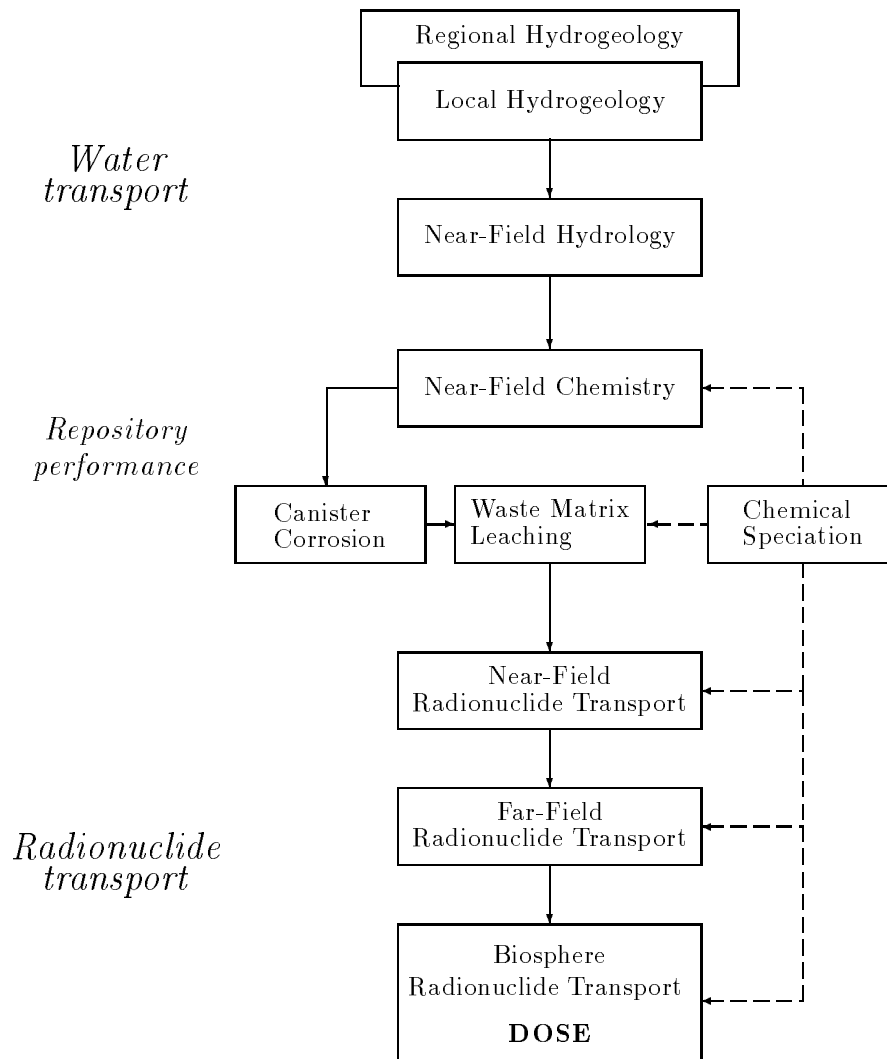 Regional Hydrogeology
Local Hydrogeology
Water
transport
Near-Field Hydrology
Near-Field Chemistry
Repository
performance
Canister
Corrosion
Waste Matrix
Leaching
Chemical
Speciation
Near-Field
Radionuclide Transport
Far-Field
Radionuclide Transport
Radionuclide
transport
Biosphere
Radionuclide Transport
DOSE